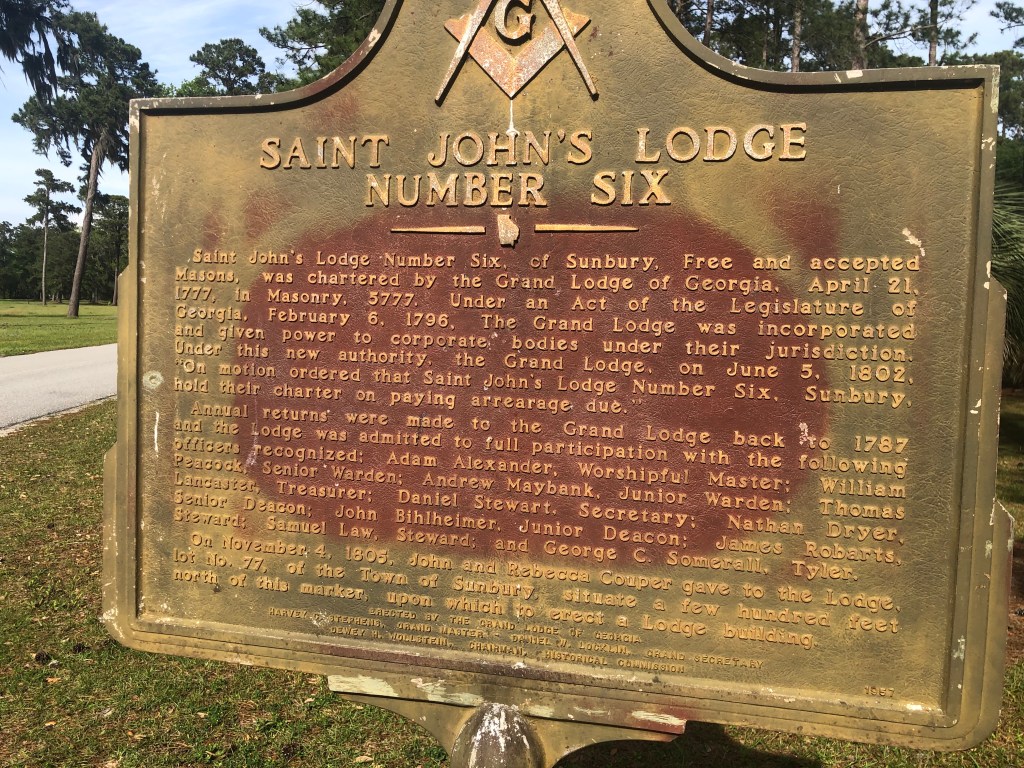 G
SAINT JOHN'S LODGE
NUMBER SIX
Saint John's Lodge Number Six, of Sunbury, Free and accepted
Masons, was chartered by the Grand Lodge of Georgia, April 21,
1777, in Masonry, 5777. Under an Act of the Legislature of
Georgia, February 6, 1796, The Grand Lodge was incorporated
and given power to corporate bodies under their jurisdiction.
Under this new authority, the Grand Lodge, on June 5, 1802,
"On motion ordered that Saint John's Lodge Number Six, Sunbury,
hold their charter on paying arrearage due."
Annual returns were made to the Grand Lodge back to 1787
and the Lodge was admitted to full participation with the following
officers recognized: Adam Alexander, Worshipful Master; William
Peacock, Senior Warden; Andrew Maybank, Junior Warden; Thomas
Lancaster, Treasurer; Daniel Stewart, Secretary; Nathan Dryer,
Senior Deacon; John Bihlheimer, Junior Deacon; James Robarts,
Steward; Samuel Law, Steward; and George C. Somerall, Tyler.
On November 4, 1805, John and Rebecca Couper gave to the Lodge,
lot No. 77, of the Town of Sunbury, situate a few hundred feet
north of this marker, upon which to erect a Lodge building.
ERECTED BY THE GRAND LODGE OF GEORGIA
STEPHENS, GRAND MASTER - DANIEL W. LOCKLIN, GRAND SECRETARY
DEWEY H. WOLLSTEIN, CHAIRMAN, HISTORICAL COMMISSION
1957